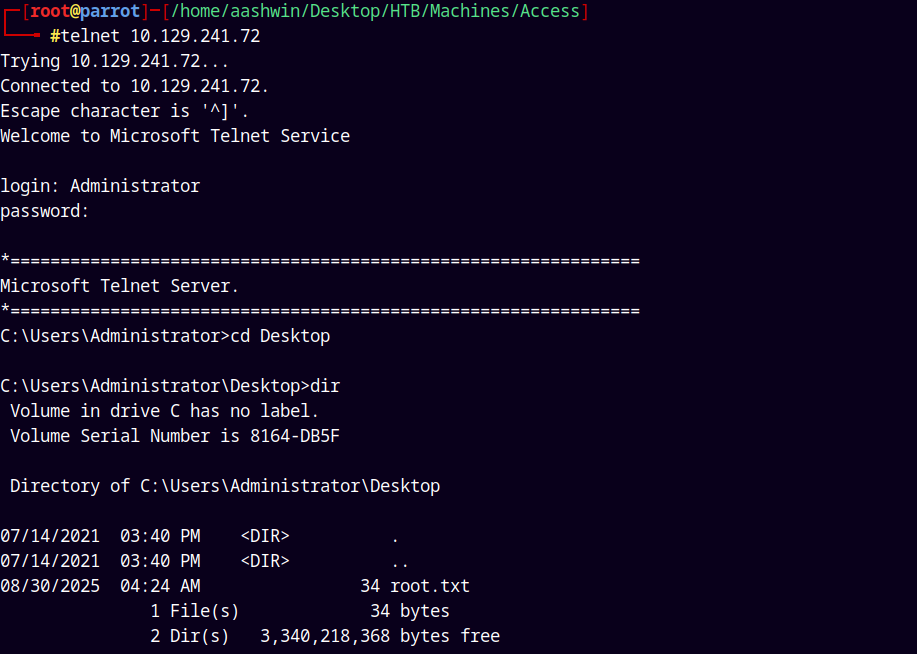 ┌─[root@parrot]─[/home/aashwin/Desktop/HTB/Machines/Access]
└──╼ #telnet 10.129.241.72
Trying 10.129.241.72...
Connected to 10.129.241.72.
Escape character is '^]'.
Welcome to Microsoft Telnet Service
login: Administrator
password:
*===============================================================
Microsoft Telnet Server.
*===============================================================
C:\Users\Administrator>cd Desktop
C:\Users\Administrator\Desktop>dir
 Volume in drive C has no label.
 Volume Serial Number is 8164-DB5F
 Directory of C:\Users\Administrator\Desktop
07/14/2021  03:40 PM    <DIR>          .
07/14/2021  03:40 PM    <DIR>          ..
08/30/2025  04:24 AM                34 root.txt
               1 File(s)             34 bytes
               2 Dir(s)   3,340,218,368 bytes free